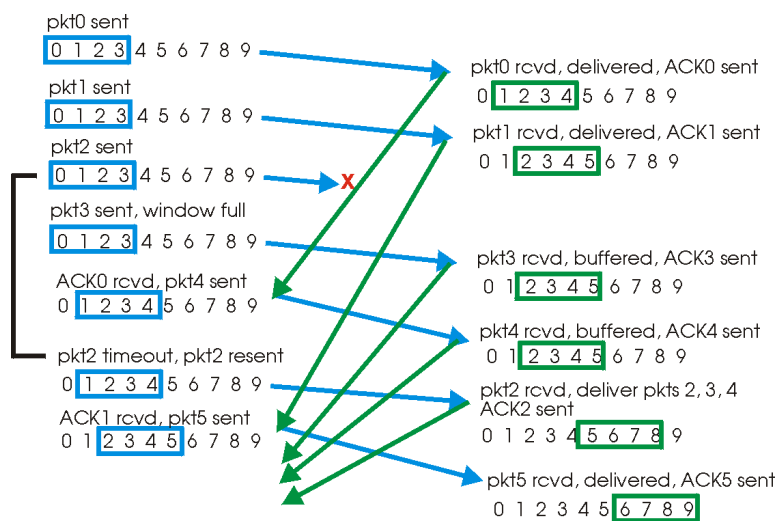 pkt0 sent
0 1 2 3 4 5 6 7 8 9
pkt1 sent
0 1 2 3 4 5 6 7 8 9
pkt2 sent
0 1 2 3 4 5 6 7 8 9
X
pkt3 sent, window full
0 1 2 3 4 5 6 7 8 9
ACK0 rcvd, pkt4 sent
0 1 2 3 4 5 6 7 8 9
pkt2 timeout, pkt2 resent
0 1 2 3 4 5 6 7 8 9
ACK1 rcvd, pkt5 sent
0 1 2 3 4 5 6 7 8 9
pkt0 rcvd, delivered, ACK0 sent
0 1 2 3 4 5 6 7 8 9
pkt1 rcvd, delivered, ACK1 sent
0 1 2 3 4 5 6 7 8 9
pkt3 rcvd, buffered, ACK3 sent
0 1 2 3 4 5 6 7 8 9
pkt4 rcvd, buffered, ACK4 sent
0 1 2 3 4 5 6 7 8 9
pkt2 rcvd, deliver pkts 2, 3, 4
ACK2 sent
0 1 2 3 4 5 6 7 8 9
pkt5 rcvd, delivered, ACK5 sent
0 1 2 3 4 5 6 7 8 9